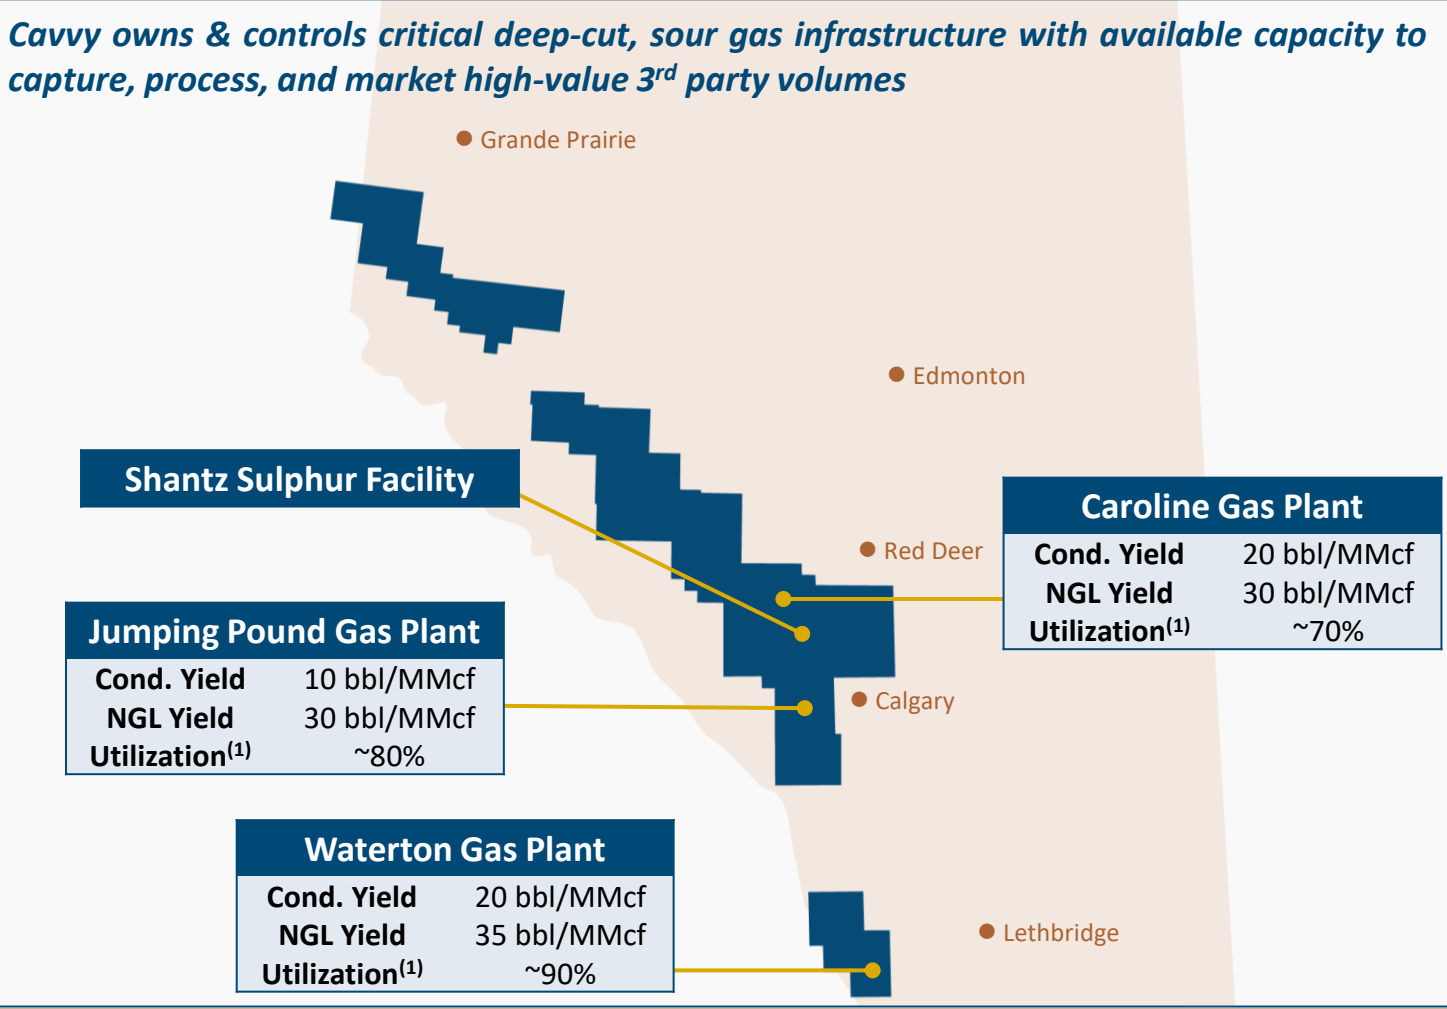 Cavvy owns & controls critical deep-cut, sour gas infrastructure with available capacity to
capture, process, and market high-value 3rd party volumes
Grande Prairie
Edmonton
Shantz Sulphur Facility
Caroline Gas Plant
Cond. Yield 20 bbl/MMcf
NGL Yield 30 bbl/MMcf
Utilization(1) ~70%
Red Deer
Jumping Pound Gas Plant
Cond. Yield 10 bbl/MMcf
NGL Yield 30 bbl/MMcf
Utilization(1) ~80%
Calgary
Waterton Gas Plant
Cond. Yield 20 bbl/MMcf
NGL Yield 35 bbl/MMcf
Utilization(1) ~90%
Lethbridge